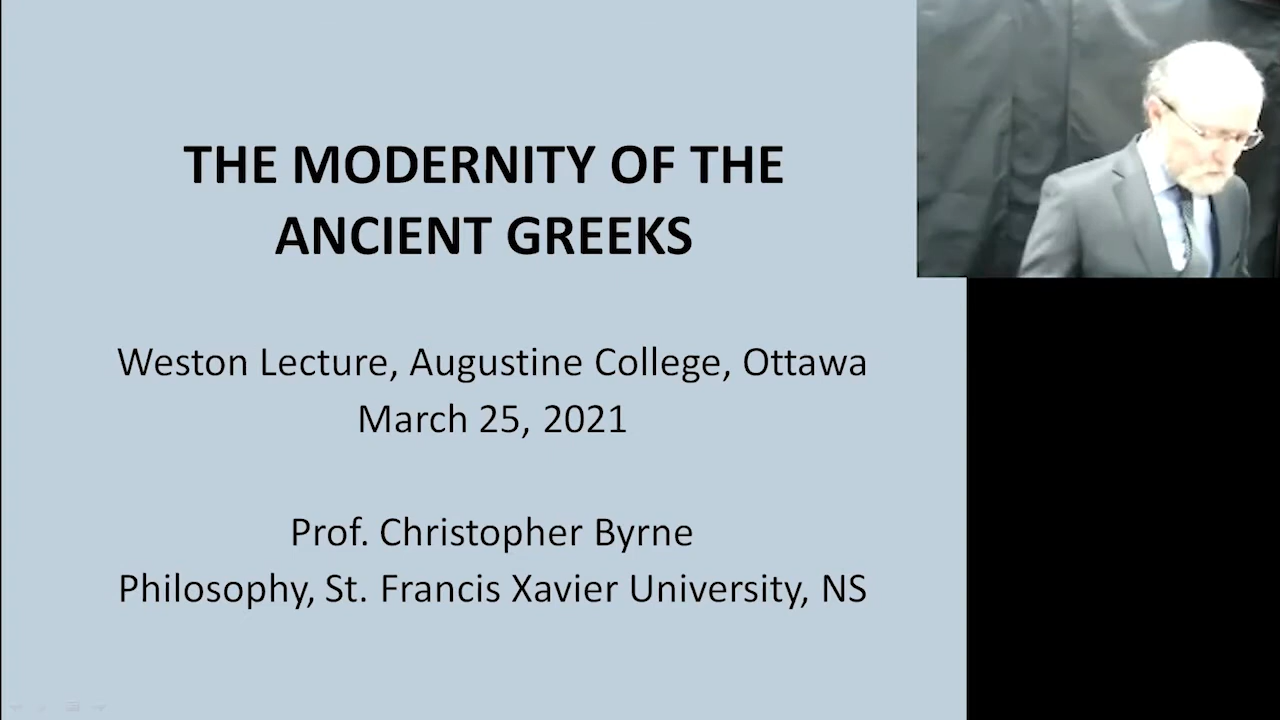 THE MODERNITY OF THE
ANCIENT GREEKS
Weston Lecture, Augustine College, Ottawa
March 25, 2021
Prof. Christopher Byrne
Philosophy, St. Francis Xavier University, NS